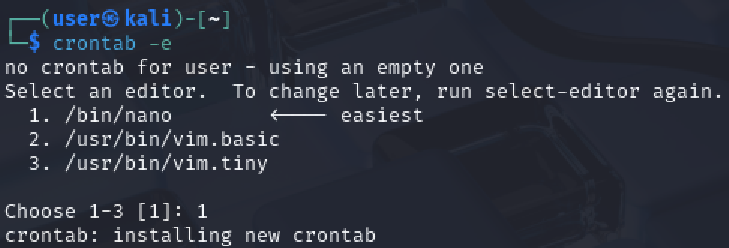 ┌──(user㉿kali)-[~]
└─$ crontab -e
no crontab for user - using an empty one
Select an editor.  To change later, run select-editor again.
  1. /bin/nano        <---- easiest
  2. /usr/bin/vim.basic
  3. /usr/bin/vim.tiny

Choose 1-3 [1]: 1
crontab: installing new crontab